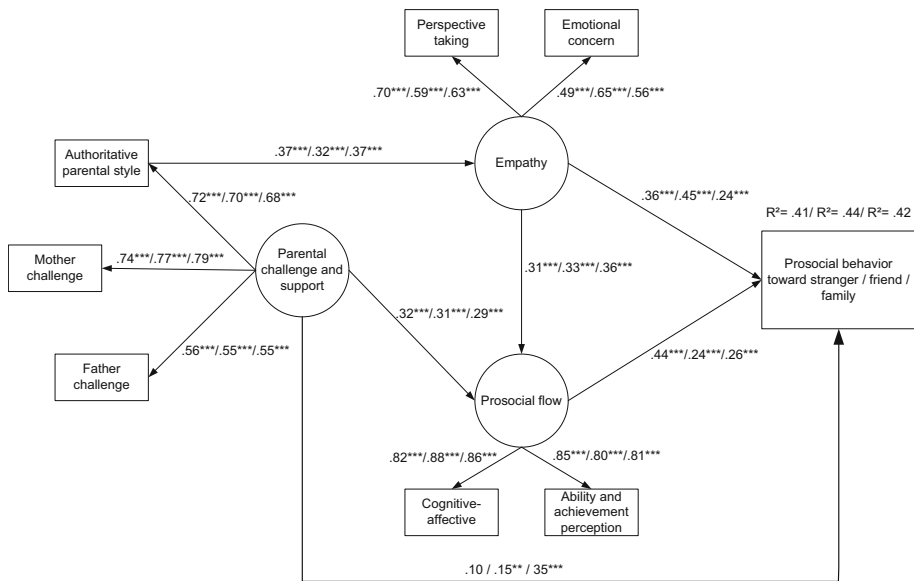 Perspective
taking
Emotional
concern
.70***/.59***/.63***
.49***/.65***/.56***
Authoritative
parental style
.37***/.32***/.37***
Empathy
.72***/.70***/.68***
.36***/.45***/.24***
R²= .41/ R²= .44/ R²= .42
Mother
challenge
.74***/.77***/.79***
Parental
challenge and
support
.31***/.33***/.36***
Prosocial behavior
toward stranger / friend /
family
.32***/.31***/.29***
.56***/.55***/.55***
Father
challenge
.44***/.24***/.26***
Prosocial flow
.82***/.88***/.86***
.85***/.80***/.81***
Cognitive-
affective
Ability and
achievement
perception
.10 / .15** / 35***